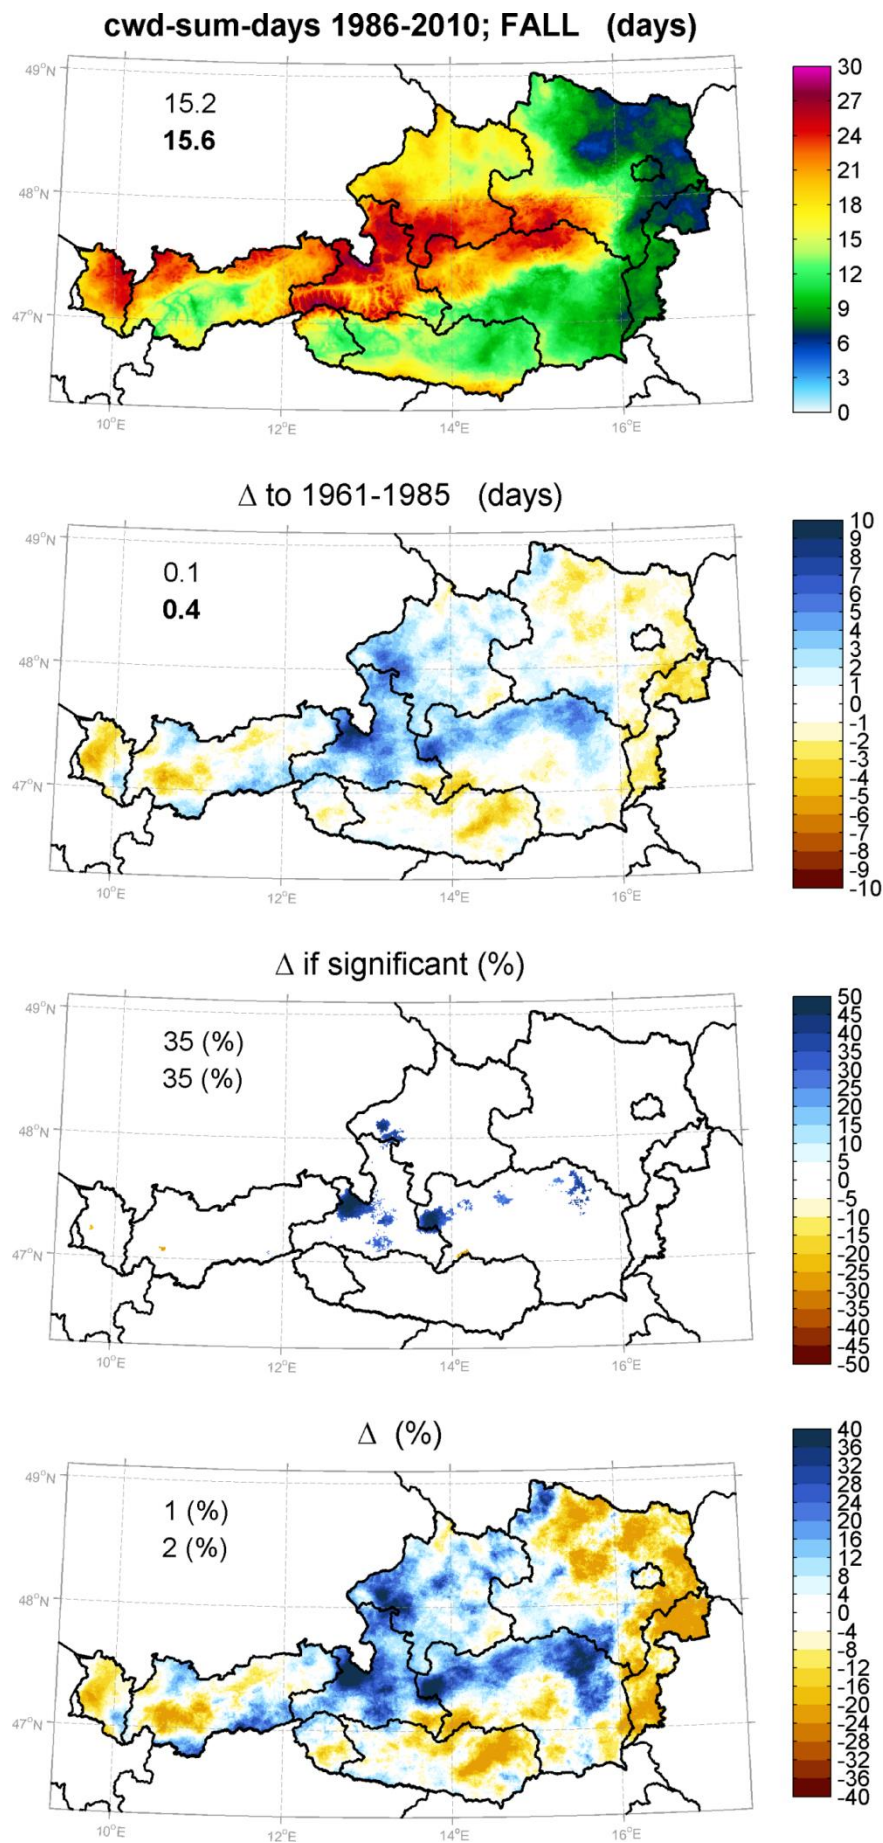 cwd-sum-days 1986-2010; FALL (days)
49°N
48°N
47°N
15.2
15.6
10°E
12°E
14°E
16°E
30
27
24
21
18
15
12
9
6
3
0
Δ to 1961-1985 (days)
49°N
48°N
47°N
0.1
0.4
10°E
12°E
14°E
16°E
10
9
8
7
6
5
4
3
2
1
0
-1
-2
-3
-4
-5
-6
-7
-8
-9
-10
Δ if significant (%)
49°N
48°N
47°N
35 (%)
35 (%)
10°E
12°E
14°E
16°E
50
45
40
35
30
25
20
15
10
5
0
-5
-10
-15
-20
-25
-30
-35
-40
-45
-50
Δ (%)
49°N
48°N
47°N
1 (%)
2 (%)
10°E
12°E
14°E
16°E
40
36
32
28
24
20
16
12
8
4
0
-4
-8
-12
-16
-20
-24
-28
-32
-36
-40